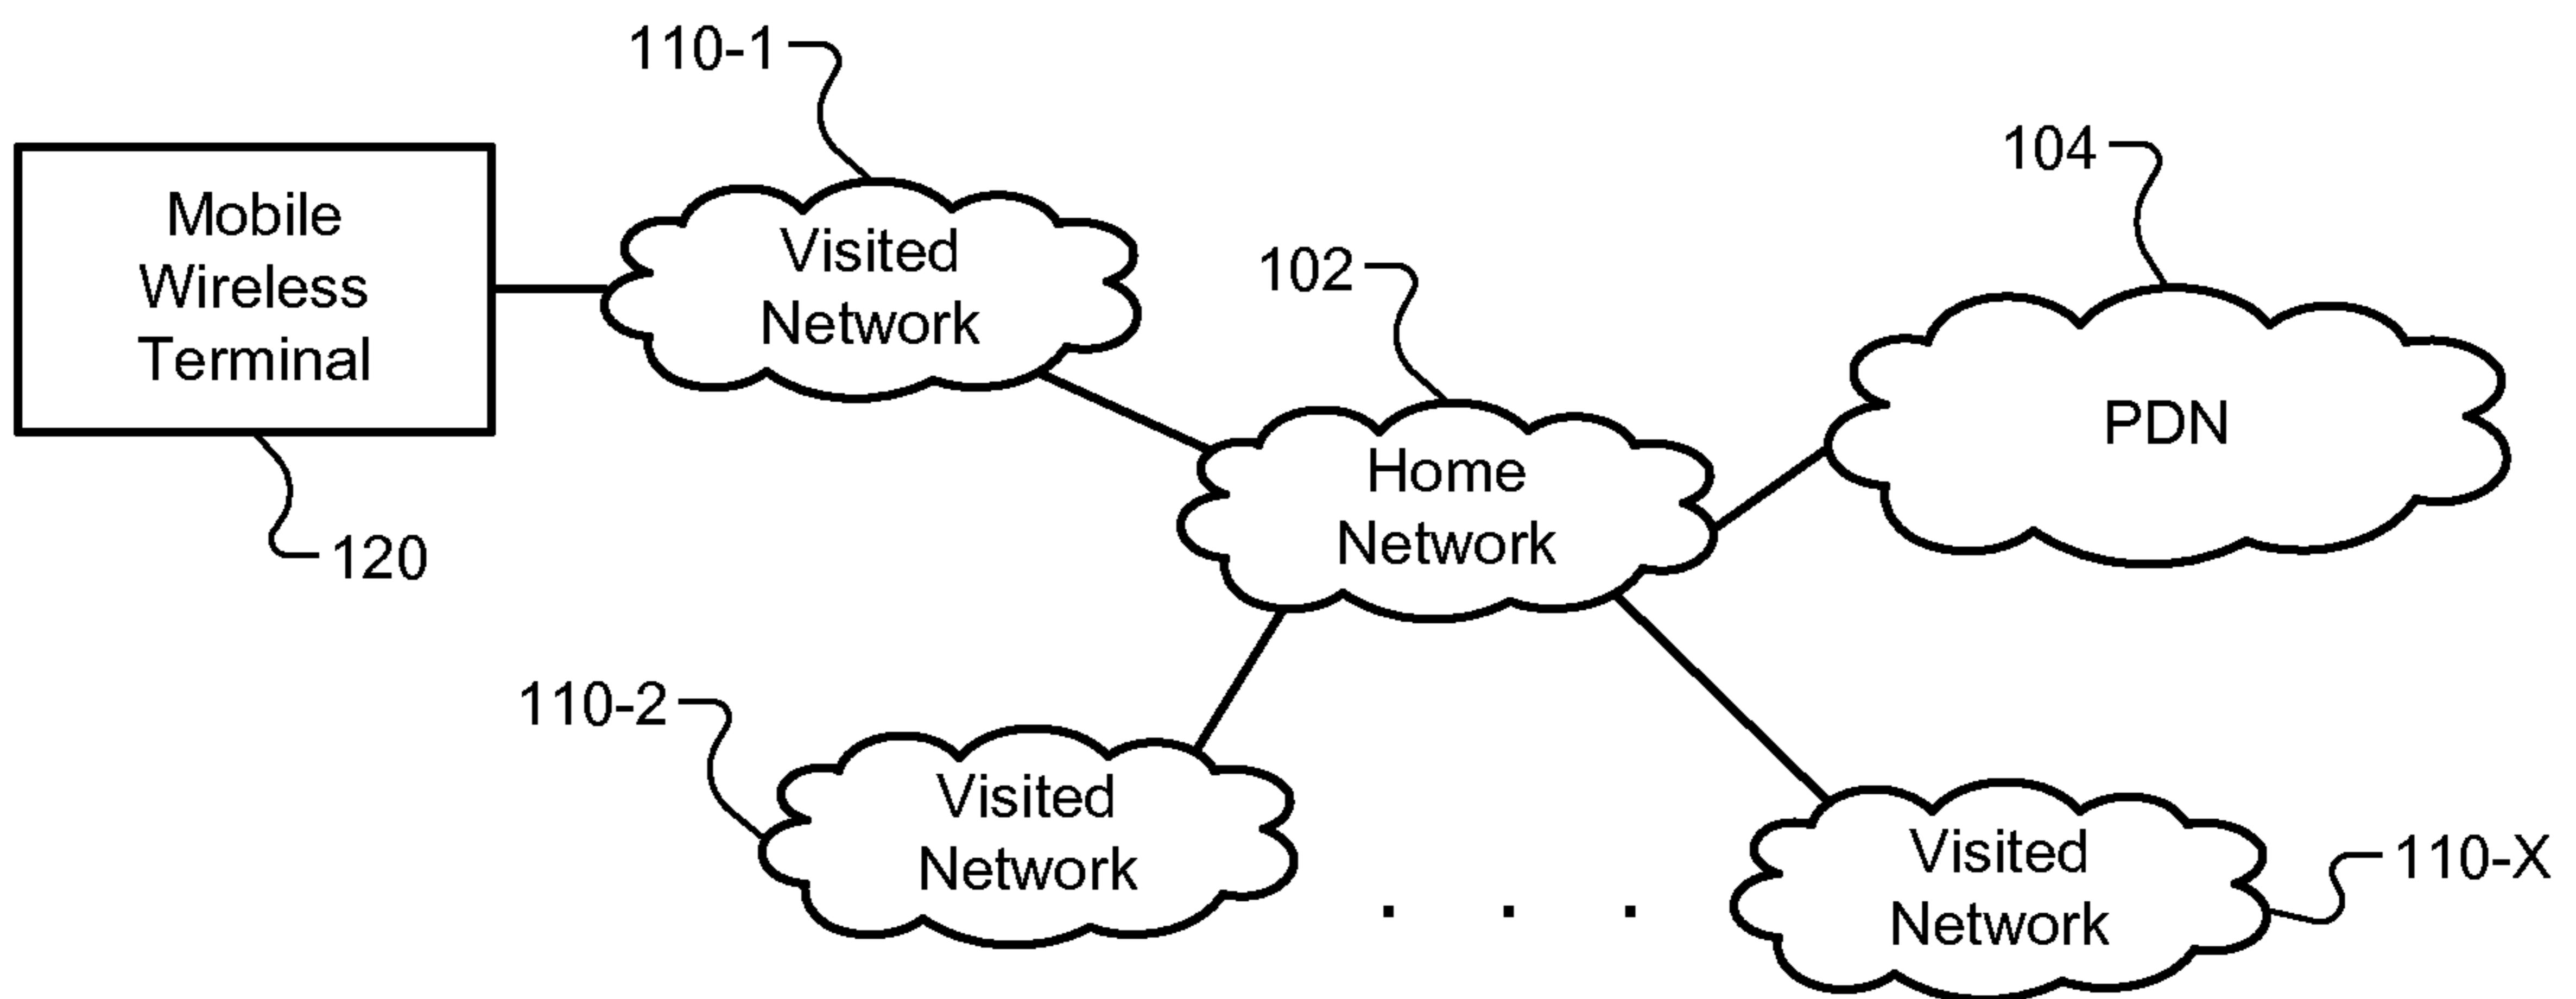 110-1
104
Mobile
Wireless
Terminal
Visited
Network
102
PDN
Home
Network
120
110-2
Visited
Network
. . .
Visited
Network
110-X